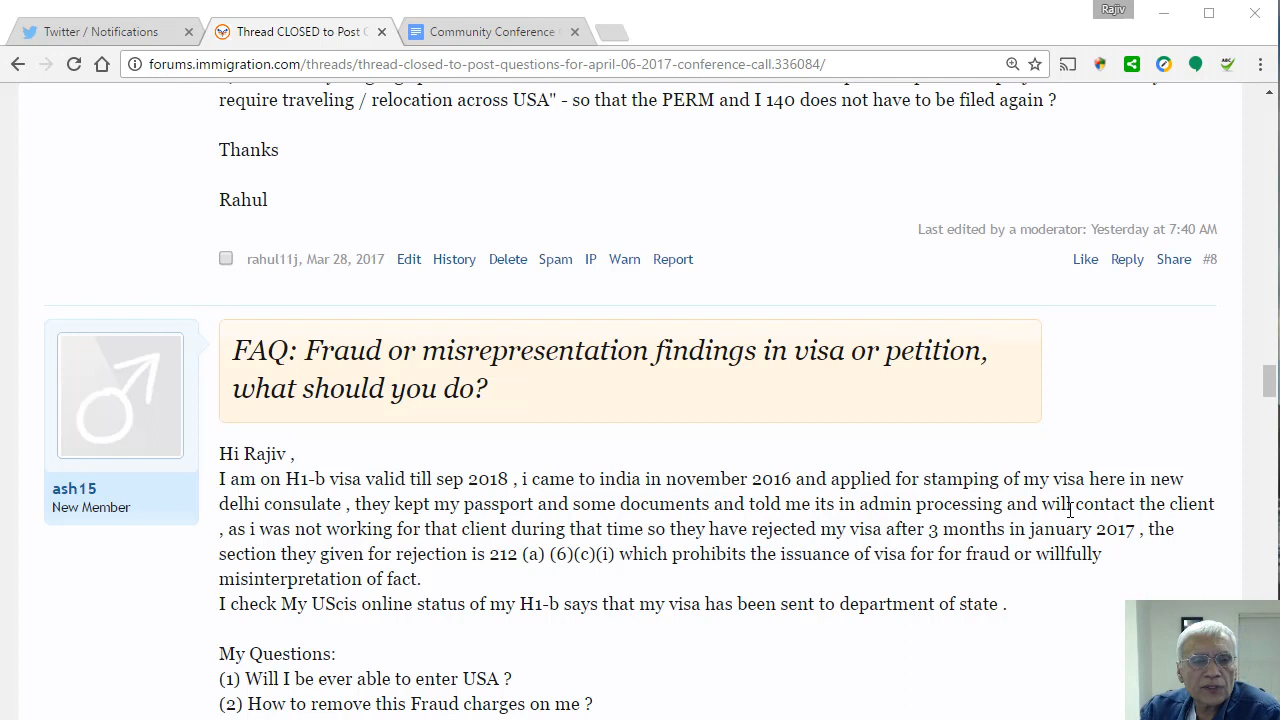 Rajiv
Twitter / Notifications
Thread CLOSED to Post
Community Conference
forums.immigration.com/threads/thread-closed-to-post-questions-for-april-06-2017-conference-call.336084/
require traveling / relocation across USA" - so that the PERM and I 140 does not have to be filed again ?
Thanks
Rahul
Last edited by a moderator: Yesterday at 7:40 AM
rahul11j, Mar 28, 2017 Edit History Delete Spam IP Warn Report Like Reply Share #8
FAQ: Fraud or misrepresentation findings in visa or petition,
what should you do?
ash15
New Member
Hi Rajiv ,
I am on H1-b visa valid till sep 2018 , i came to india in november 2016 and applied for stamping of my visa here in new
delhi consulate , they kept my passport and some documents and told me its in admin processing and will contact the client
, as i was not working for that client during that time so they have rejected my visa after 3 months in january 2017 , the
section they given for rejection is 212 (a) (6)(c)(i) which prohibits the issuance of visa for for fraud or willfully
misinterpretation of fact.
I check My UScis online status of my H1-b says that my visa has been sent to department of state .
My Questions:
(1) Will I be ever able to enter USA ?
(2) How to remove this Fraud charges on me ?